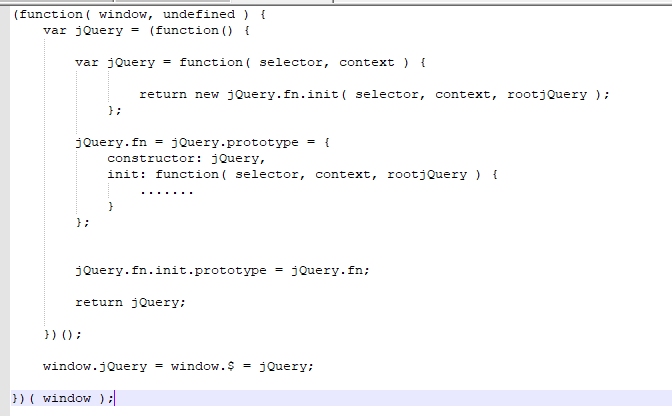 (function( window, undefined ) {
    var jQuery = (function() {
        var jQuery = function( selector, context ) {
                return new jQuery.fn.init( selector, context, rootjQuery );
            };
        jQuery.fn = jQuery.prototype = {
            constructor: jQuery,
            init: function( selector, context, rootjQuery ) {
                .......
            }
        };
        jQuery.fn.init.prototype = jQuery.fn;
        return jQuery;
    })();
    window.jQuery = window.$ = jQuery;
})( window );